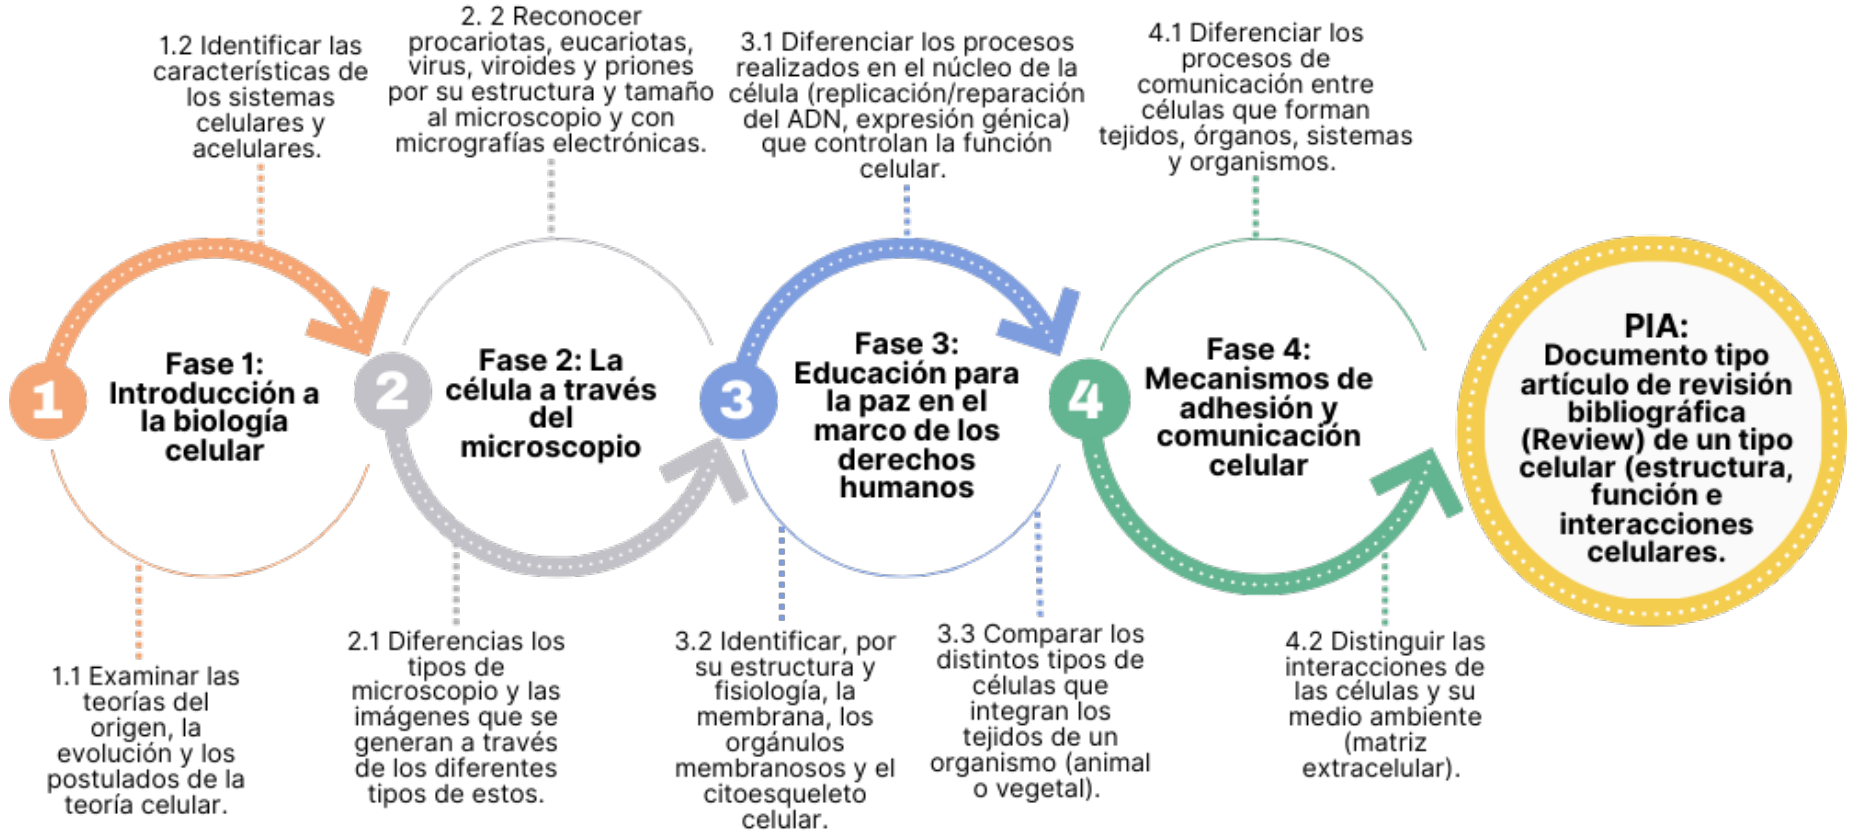 1.2 Identificar las
características de
los sistemas
celulares y
acelulares.
2. 2 Reconocer
procariotas, eucariotas,
virus, viroides y priones
por su estructura y tamaño
al microscopio y con
micrografías electrónicas.
3.1 Diferenciar los procesos
realizados en el núcleo de la
célula (replicación/reparación
del ADN, expresión génica)
que controlan la función
celular.
4.1 Diferenciar los
procesos de
comunicación entre
células que forman
tejidos, órganos, sistemas
y organismos.
1
Fase 1:
Introducción a
la biología
celular
2
Fase 2: La
célula a través
del
microscopio
3
Fase 3:
Educación para
la paz en el
marco de los
derechos
humanos
4
Fase 4:
Mecanismos de
adhesión y
comunicación
celular
PIA:
Documento tipo
artículo de revisión
bibliográfica
(Review) de un tipo
celular (estructura,
función e
interacciones
celulares.
1.1 Examinar las
teorías del
origen, la
evolución y los
postulados de la
teoría celular.
2.1 Diferencias los
tipos de
microscopio y las
imágenes que se
generan a través
de los diferentes
tipos de estos.
3.2 Identificar, por
su estructura y
fisiología, la
membrana, los
orgánulos
membranosos y el
citoesqueleto
celular.
3.3 Comparar los
distintos tipos de
células que
integran los
tejidos de un
organismo (animal
o vegetal).
4.2 Distinguir las
interacciones de
las células y su
medio ambiente
(matriz
extracelular).